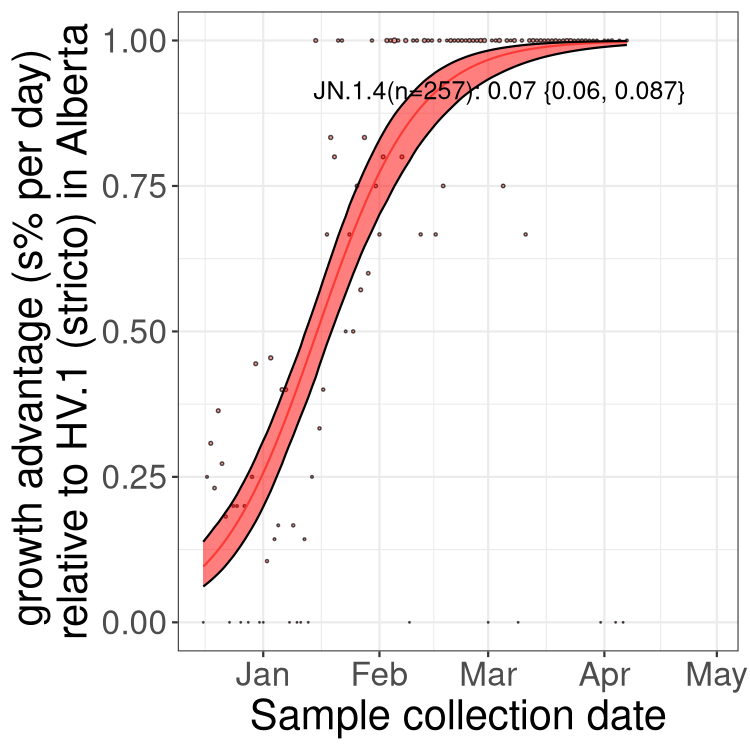 growth advantage (s% per day)
relative to HV.1 (stricto) in Alberta
1.00
0.75
0.50
0.25
0.00
JN.1.4(n=257): 0.07 {0.06, 0.087}
Jan Feb Mar Apr May
Sample collection date